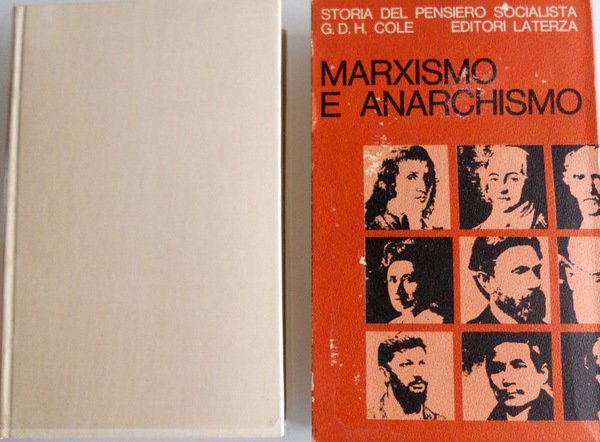 STORIA DEL PENSIERO SOCIALISTA
G. D. H. COLE EDITORI LATERZA
MARXISMO
E ANARCHISMO